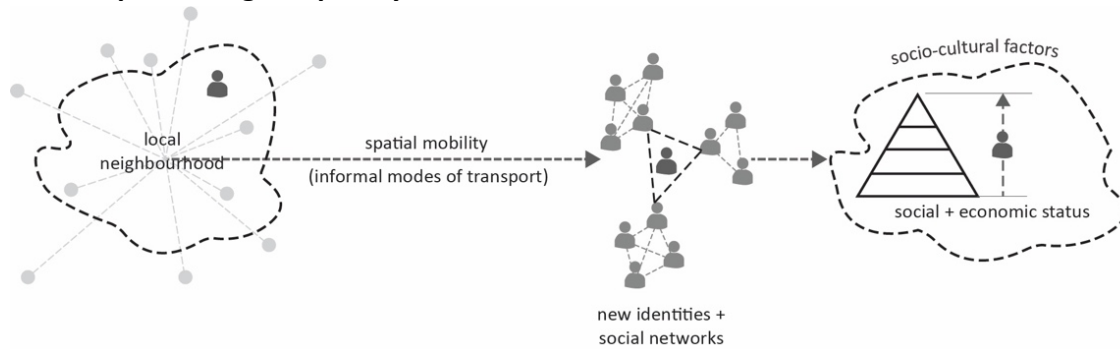 local
neighbourhood
spatial mobility
(informal modes of transport)
new identities +
social networks
socio-cultural factors
social + economic status